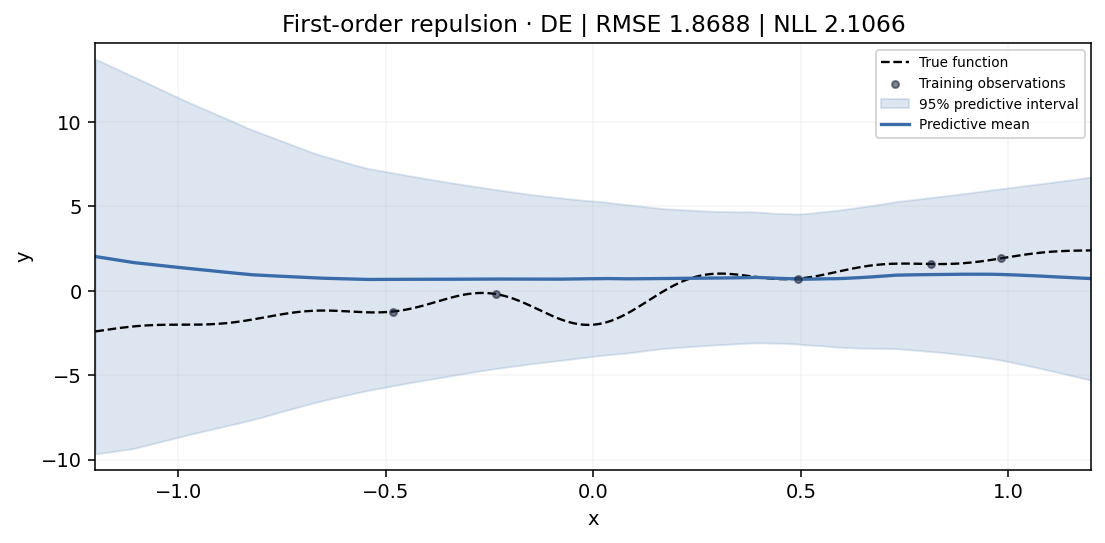 First-order repulsion · DE | RMSE 1.8688 | NLL 2.1066
True function
Training observations
95% predictive interval
Predictive mean
10
5
0
−5
−10
y
−1.0
−0.5
0.0
0.5
1.0
x